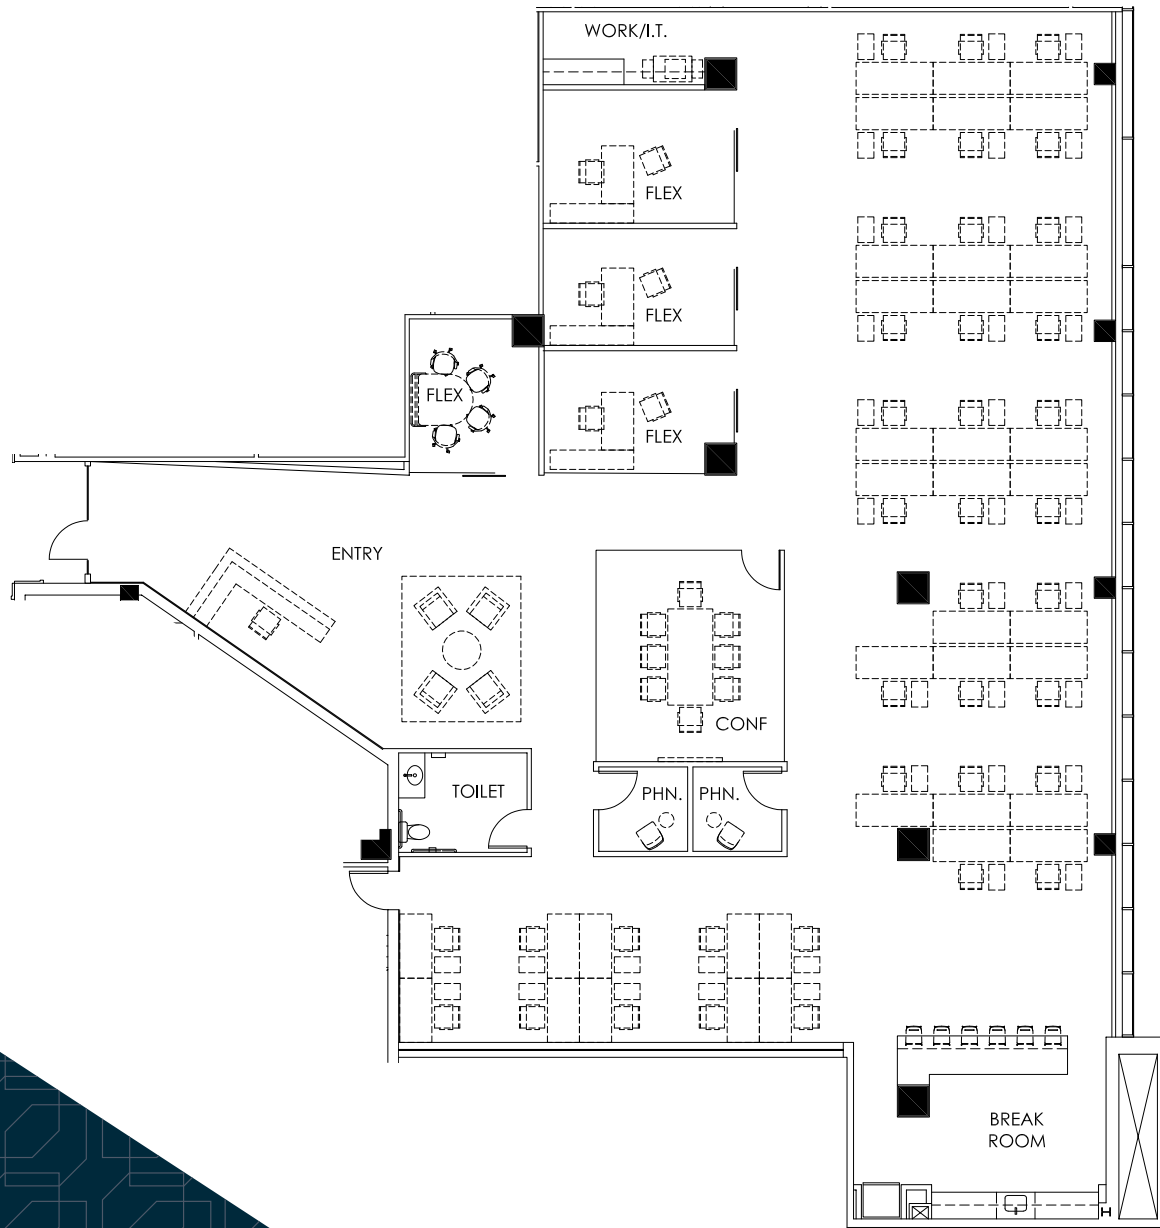 WORK/I.T.
FLEX
FLEX
FLEX
FLEX
ENTRY
CONF
TOILET
PHN.
PHN.
BREAK
ROOM